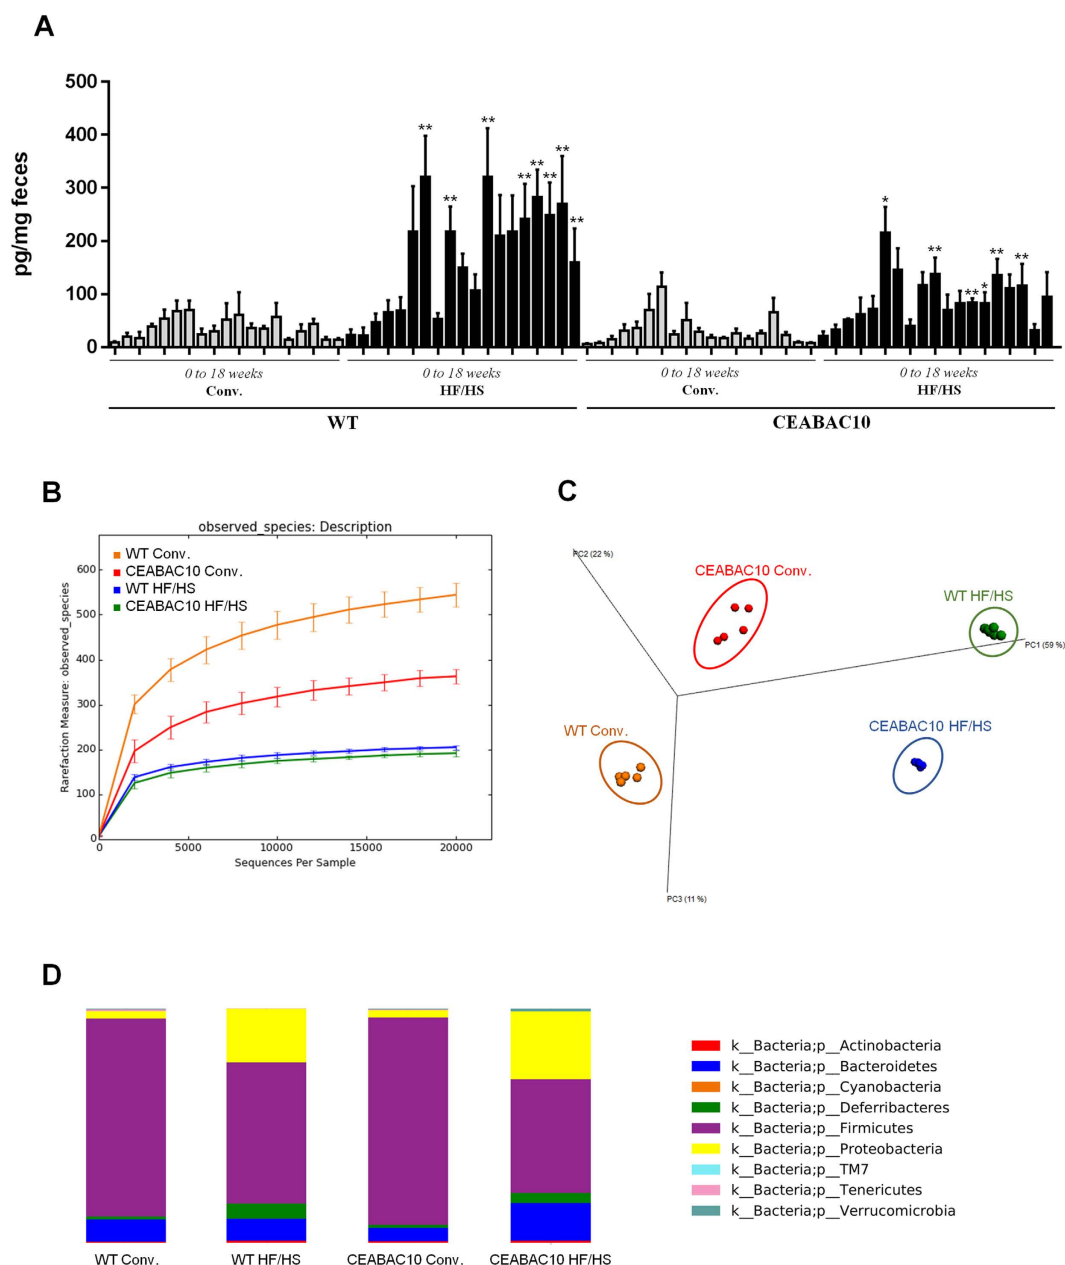 A
500
400
300
200
100
0
pg/mg feces
** ** ** ** ** ** ** ** * ** ** * ** **
0 to 18 weeks 0 to 18 weeks 0 to 18 weeks 0 to 18 weeks
Conv. HF/HS Conv. HF/HS
WT CEABAC10
B
observed_species: Description
WT Conv.
CEABAC10 Conv.
WT HF/HS
CEABAC10 HF/HS
600
500
400
300
200
100
0
Rarefaction Measure: observed_species
0 5000 10000 15000 20000
Sequences Per Sample
C
PC2 (22 %)
CEABAC10 Conv.
WT HF/HS
PC1 (59 %)
WT Conv.
CEABAC10 HF/HS
PC3 (11 %)
D
WT Conv. WT HF/HS CEABAC10 Conv. CEABAC10 HF/HS
k__Bacteria;p__Actinobacteria
k__Bacteria;p__Bacteroidetes
k__Bacteria;p__Cyanobacteria
k__Bacteria;p__Deferribacteres
k__Bacteria;p__Firmicutes
k__Bacteria;p__Proteobacteria
k__Bacteria;p__TM7
k__Bacteria;p__Tenericutes
k__Bacteria;p__Verrucomicrobia